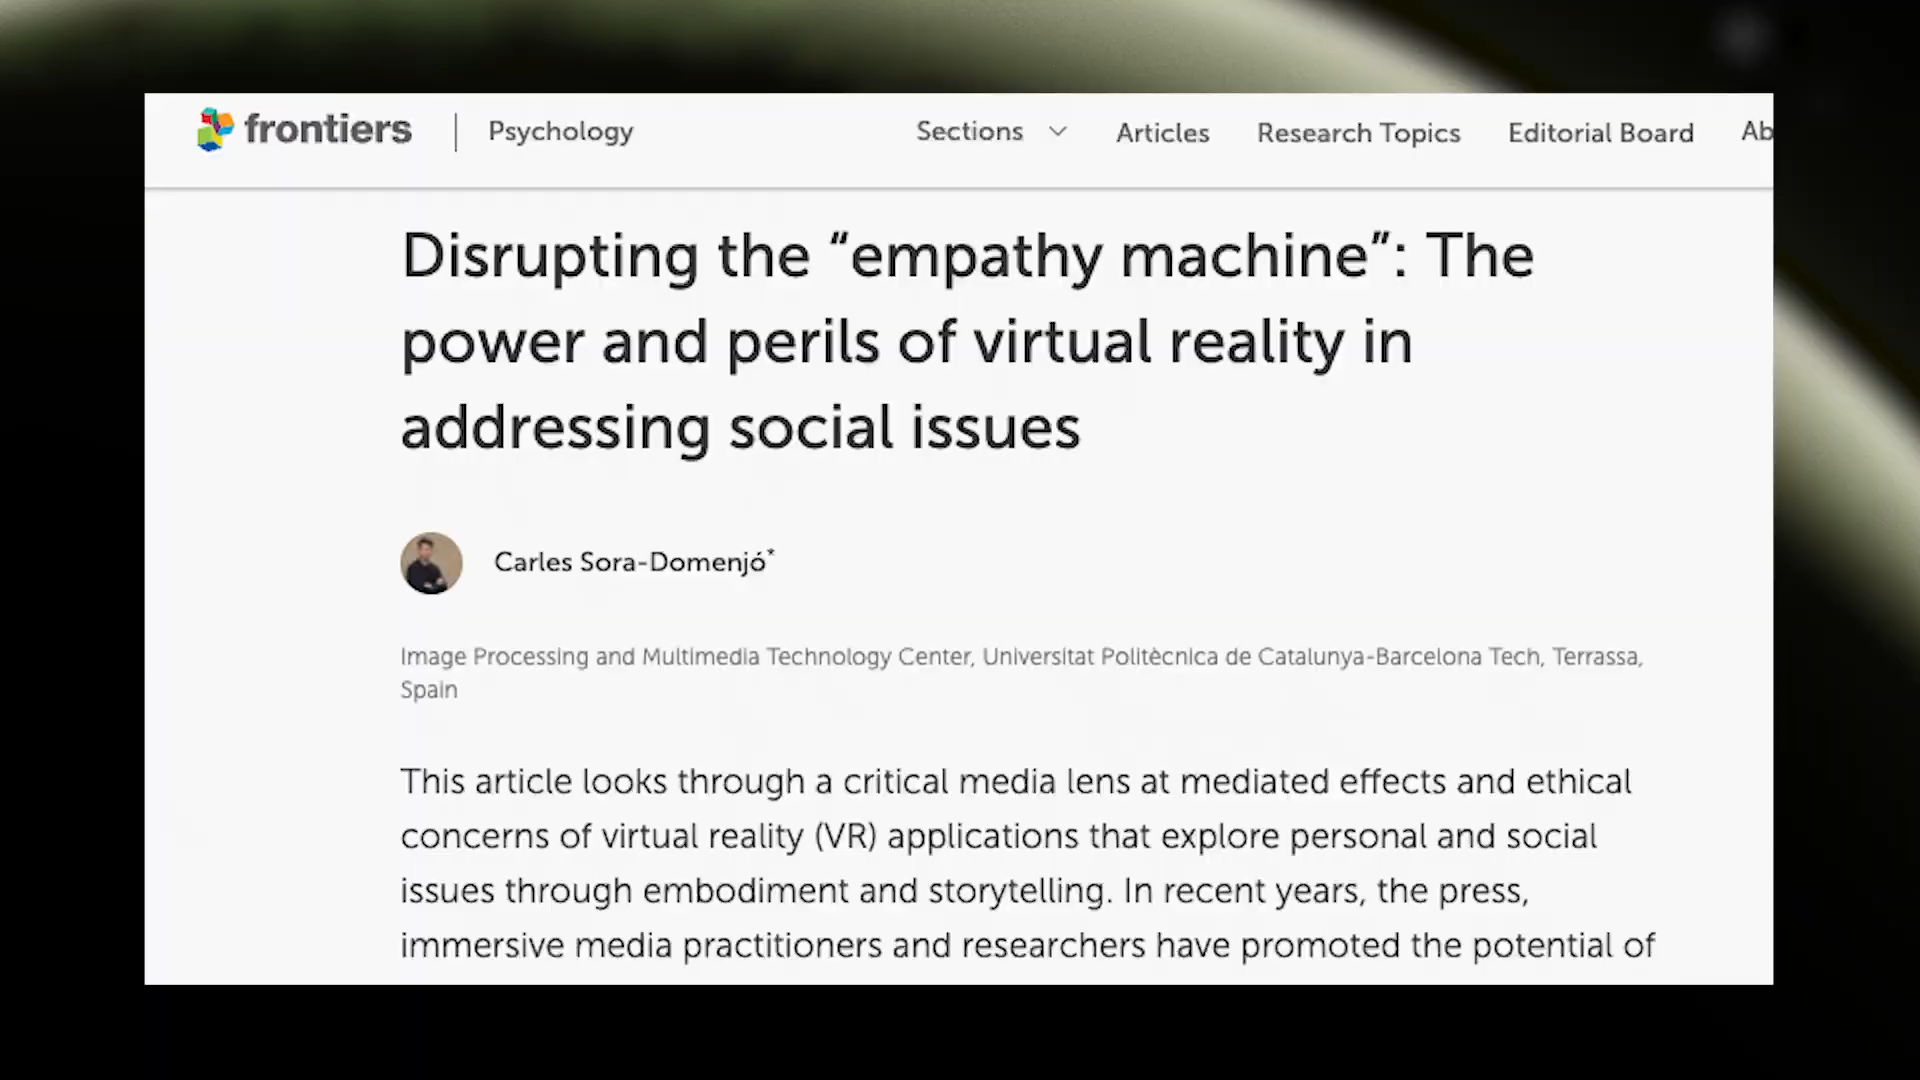 frontiers
Psychology
Sections
Articles
Research Topics
Editorial Board
Ab
Disrupting the “empathy machine”: The
power and perils of virtual reality in
addressing social issues
Carles Sora-Domenjó*
Image Processing and Multimedia Technology Center, Universitat Politècnica de Catalunya-Barcelona Tech, Terrassa,
Spain
This article looks through a critical media lens at mediated effects and ethical
concerns of virtual reality (VR) applications that explore personal and social
issues through embodiment and storytelling. In recent years, the press,
immersive media practitioners and researchers have promoted the potential of